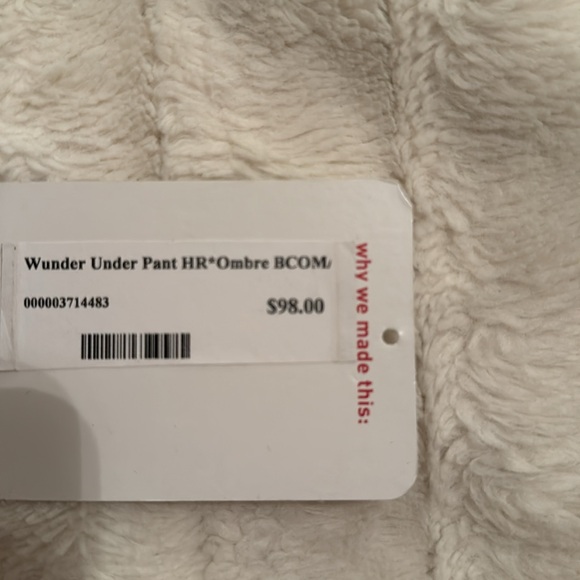 Wunder Under Pant HR*Ombre BCOM/
000003714483
$98.00
why we made this: